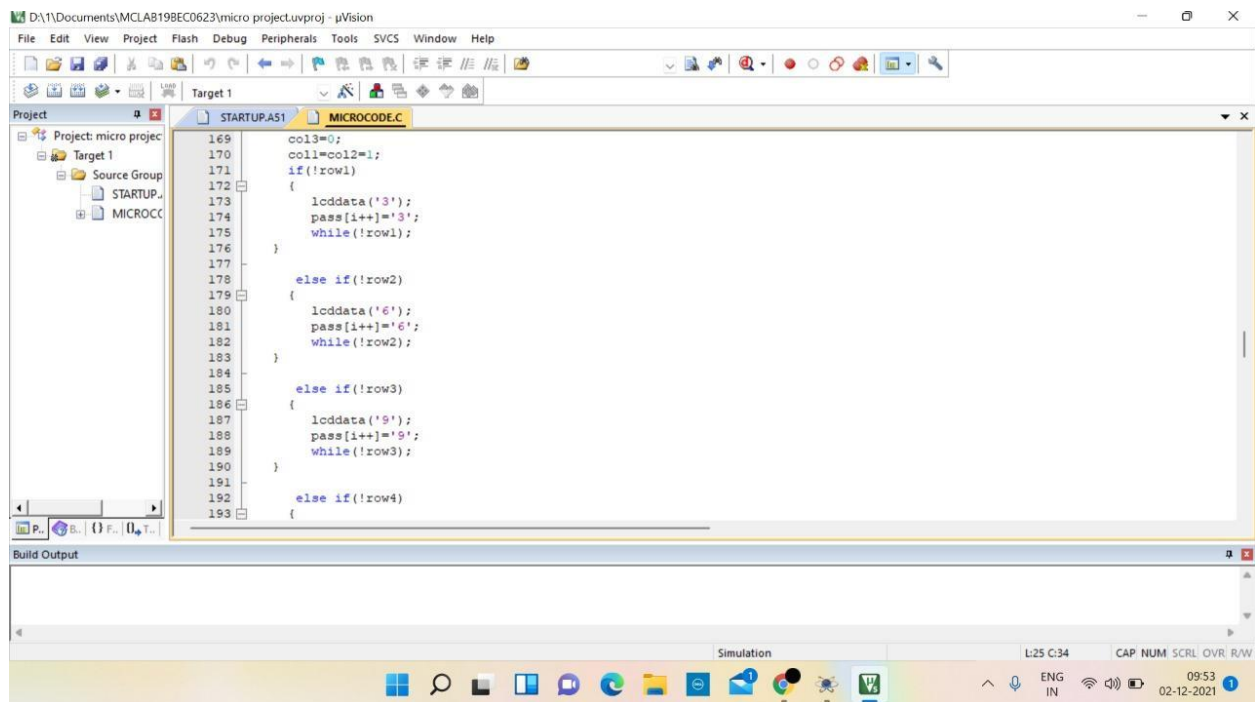 D:\1\Documents\MCLAB19BEC0623\micro project.uvproj - µVision
File Edit View Project Flash Debug Peripherals Tools SVCS Window Help
Target 1
Project
STARTUP.A51 MICROCODE.C
Project: micro projec
Target 1
Source Group
STARTUP.
MICROCC
169 col3=0;
170 col1=col2=1;
171 if(!row1)
172 {
173 lcddata('3');
174 pass[i++]='3';
175 while(!row1);
176 }
177
178 else if(!row2)
179 {
180 lcddata('6');
181 pass[i++]='6';
182 while(!row2);
183 }
184
185 else if(!row3)
186 {
187 lcddata('9');
188 pass[i++]='9';
189 while(!row3);
190 }
191
192 else if(!row4)
193 {
P.. B.. {} F.. 0 T..
Build Output
Simulation L:25 C:34 CAP NUM SCRL OVR R/W
ENG
IN
09:53
02-12-2021
1